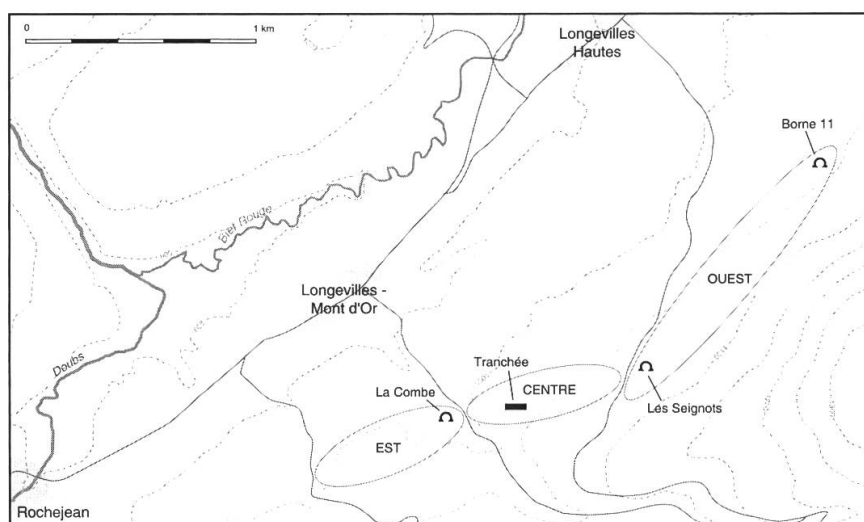 0
1 km
Longevilles
Hautes
Borne 11
Bief Rouge
OUEST
Longevilles -
Mont d'Or
Doubs
Tranchée
CENTRE
La Combe
Les Seignots
EST
Rochejean